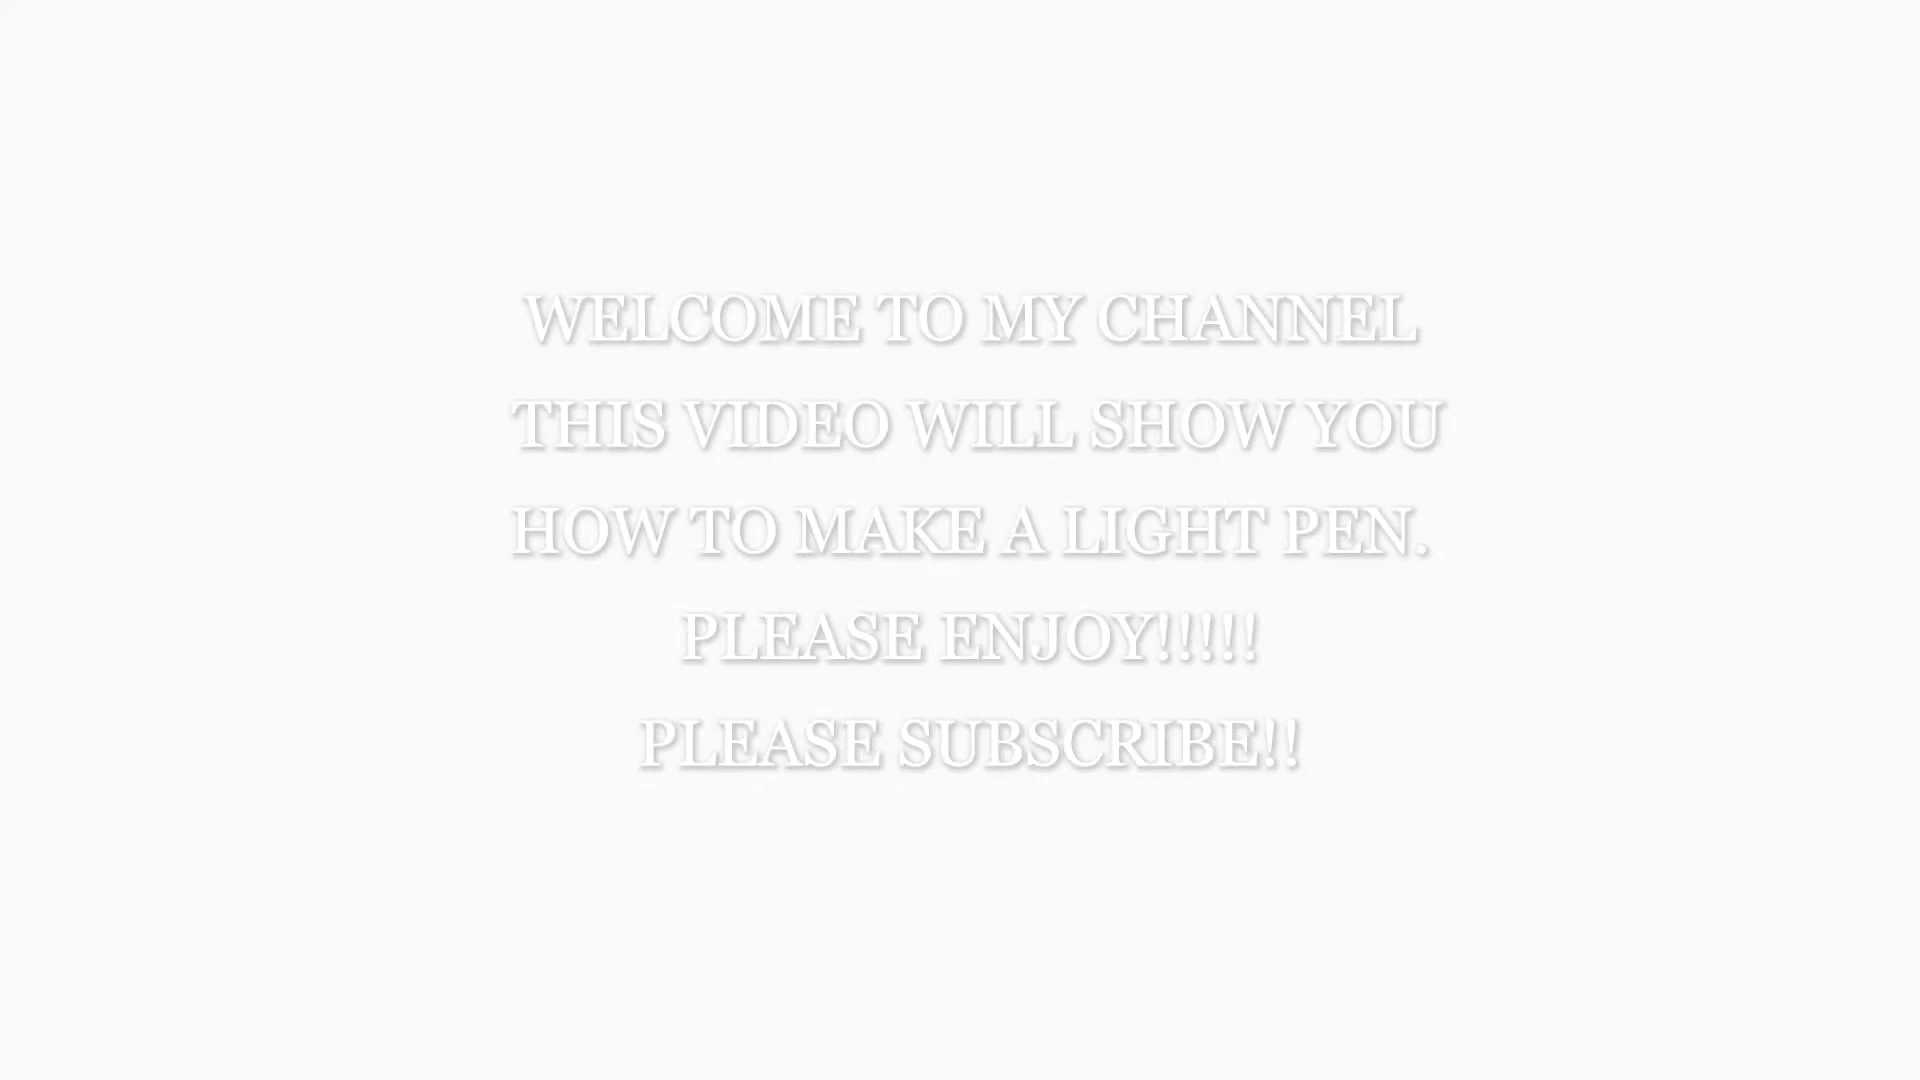 WELCOME TO MY CHANNEL
THIS VIDEO WILL SHOW YOU
HOW TO MAKE A LIGHT PEN.
PLEASE ENJOY!!!!!
PLEASE SUBSCRIBE!!